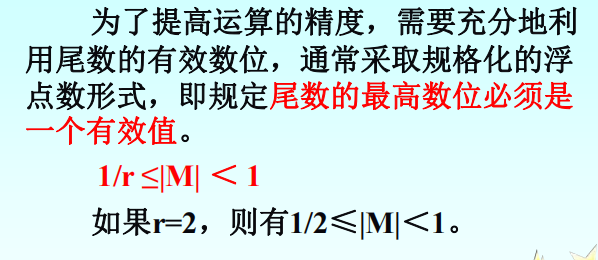 为了提高运算的精度，需要充分地利
用尾数的有效数位，通常采取规格化的浮
点数形式，即规定尾数的最高数位必须是
一个有效值。
1/r ≤|M| ＜ 1
如果r=2，则有1/2≤|M|＜1。